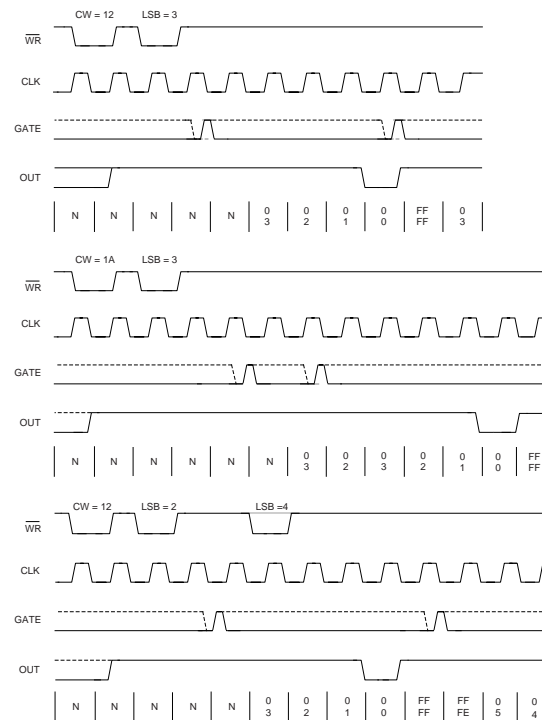 CW = 12 LSB = 3
WR
CLK
GATE
OUT
N N N N N 0 0 0 0 FF 0
3 2 1 0 FF 3
CW = 1A LSB = 3
WR
CLK
GATE
OUT
N N N N N N 0 0 0 0 0 0 FF
3 2 3 2 1 0 FF
CW = 12 LSB = 2 LSB =4
WR
CLK
GATE
OUT
N N N N N 0 0 0 0 FF FF 0 0
3 2 1 0 FF FE 5 4